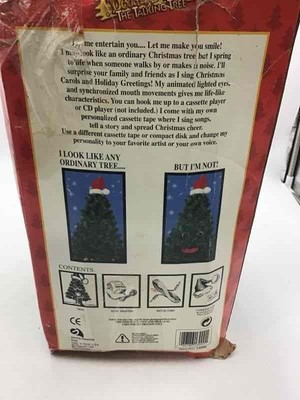 THE TALKING TREE
me entertain you.... Let me make you smile!
I may look like an ordinary Christmas tree but I spring
to life when someone walks by or makes a noise. I'll
surprise your family and friends as I sing Christmas
Carols and Holiday Greetings! My animated lighted eyes,
and synchronized mouth movements gives me life-like
characteristics. You can hook me up to a cassette player
or CD player (not included.) I come with my own
personalized cassette tape where I sing songs,
tell a story and spread Christmas cheer.
Use a different cassette tape or compact disk and change my
personality to your favorite artist or your own voice.
I LOOK LIKE ANY
ORDINARY TREE....
BUT I'M NOT!
CONTENTS
CE